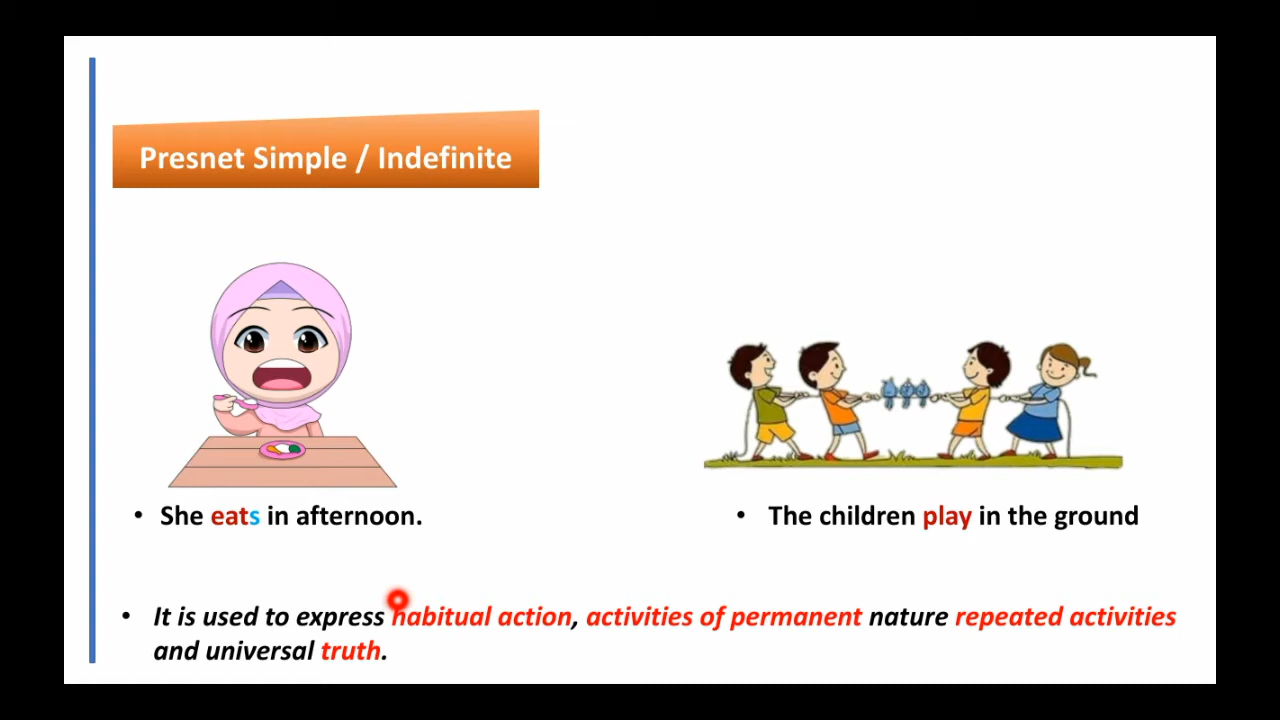 Presnet Simple / Indefinite
• She eats in afternoon.
• The children play in the ground
• It is used to express habitual action, activities of permanent nature repeated activities
and universal truth.